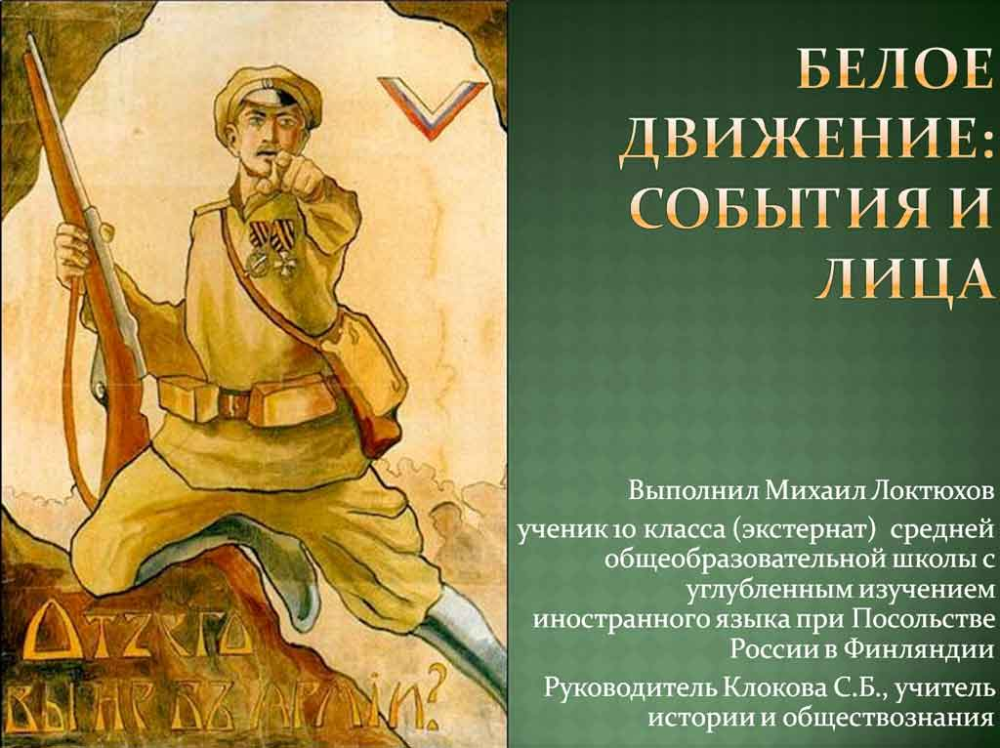 БЕЛОЕ
ДВИЖЕНИЕ:
СОБЫТИЯ И
ЛИЦА
Выполнил Михаил Локтюхов
ученик 10 класса (экстернат) средней
общеобразовательной школы с
углубленным изучением
иностранного языка при Посольстве
России в Финляндии
Руководитель Клокова С.Б., учитель
истории и обществознания
Отчего
вы не въ армiи?